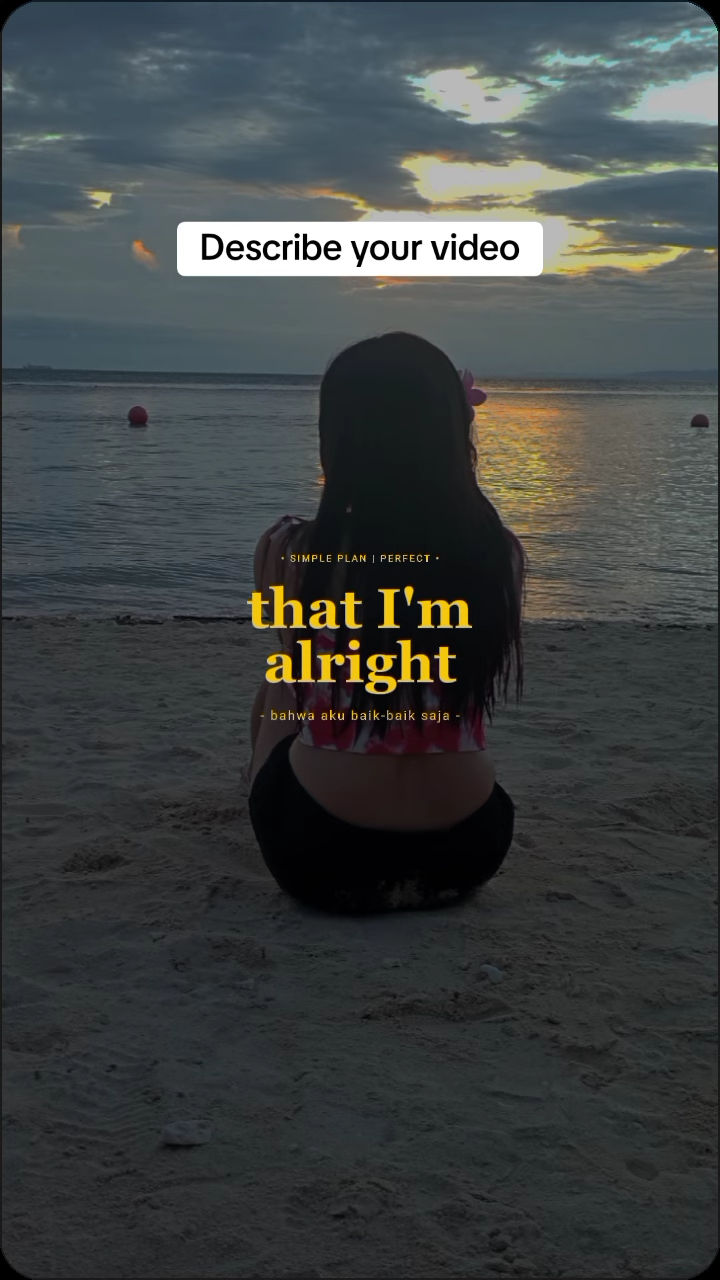 Describe your video
• SIMPLE PLAN | PERFECT •
that I'm
alright
- bahwa aku baik-baik saja -